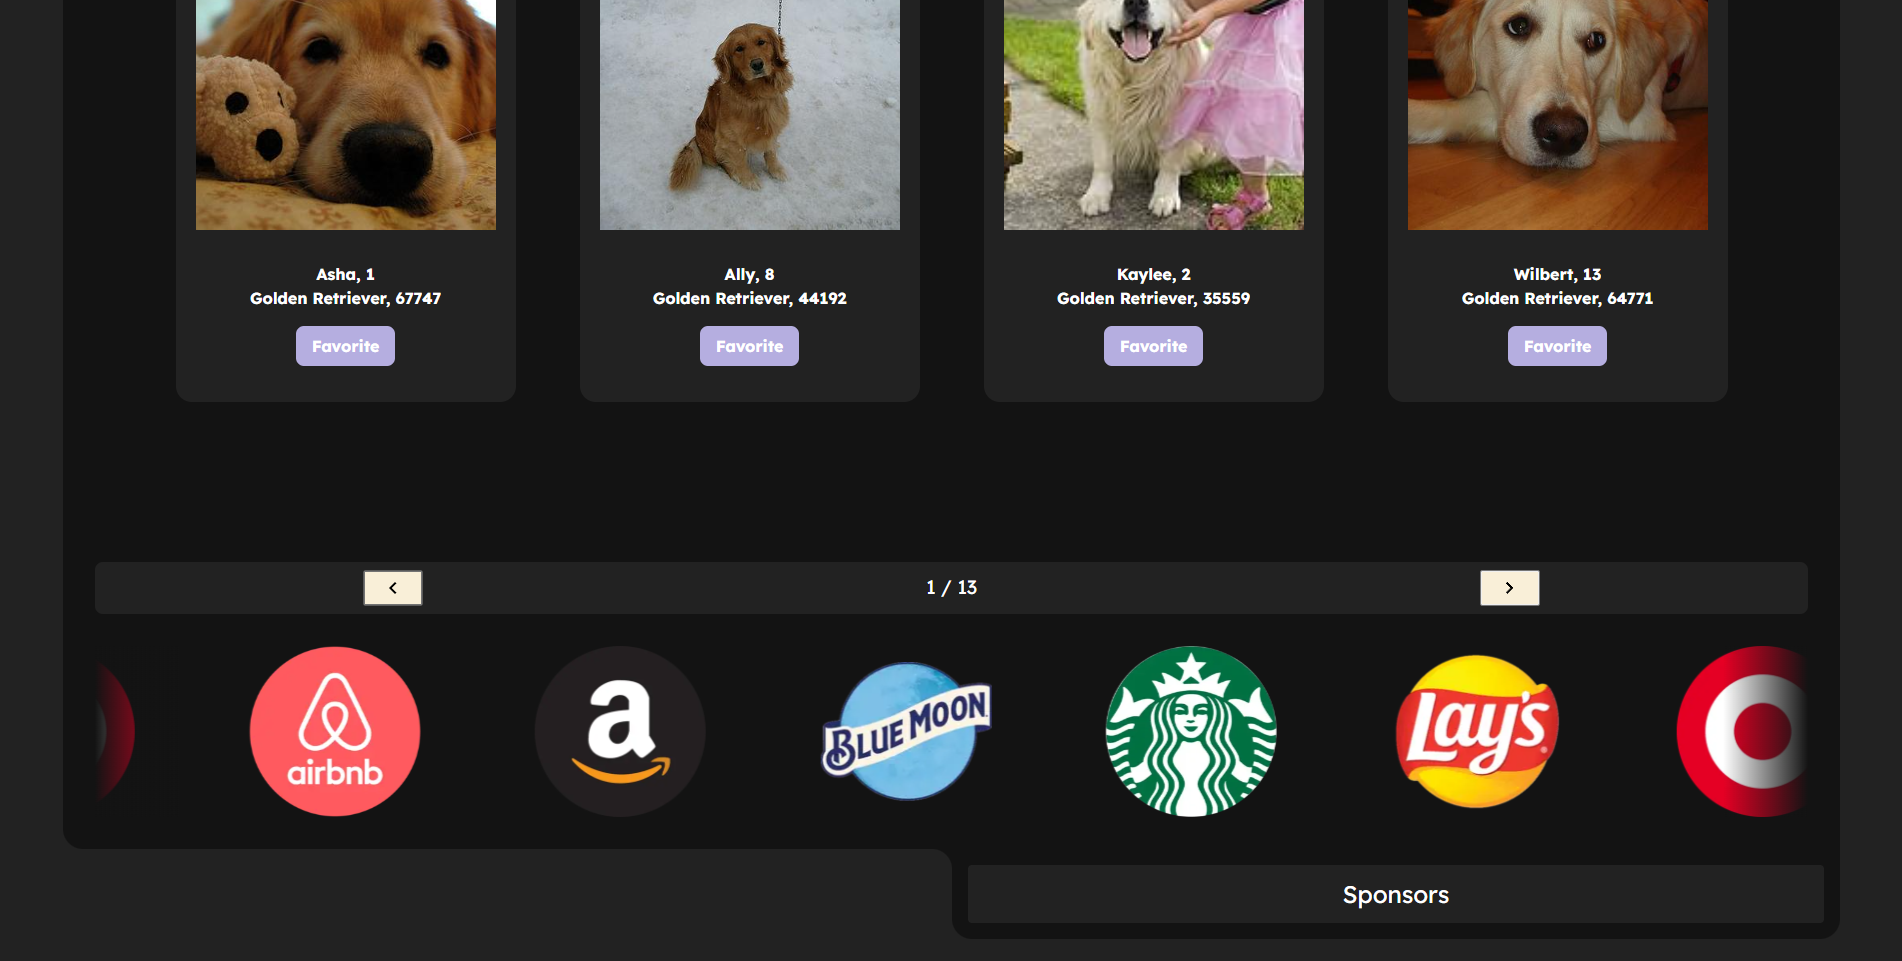 Asha, 1
Golden Retriever, 67747
Favorite
Ally, 8
Golden Retriever, 44192
Favorite
Kaylee, 2
Golden Retriever, 35559
Favorite
Wilbert, 13
Golden Retriever, 64771
Favorite
1 / 13
airbnb
a
BLUE MOON
Lay's
Sponsors